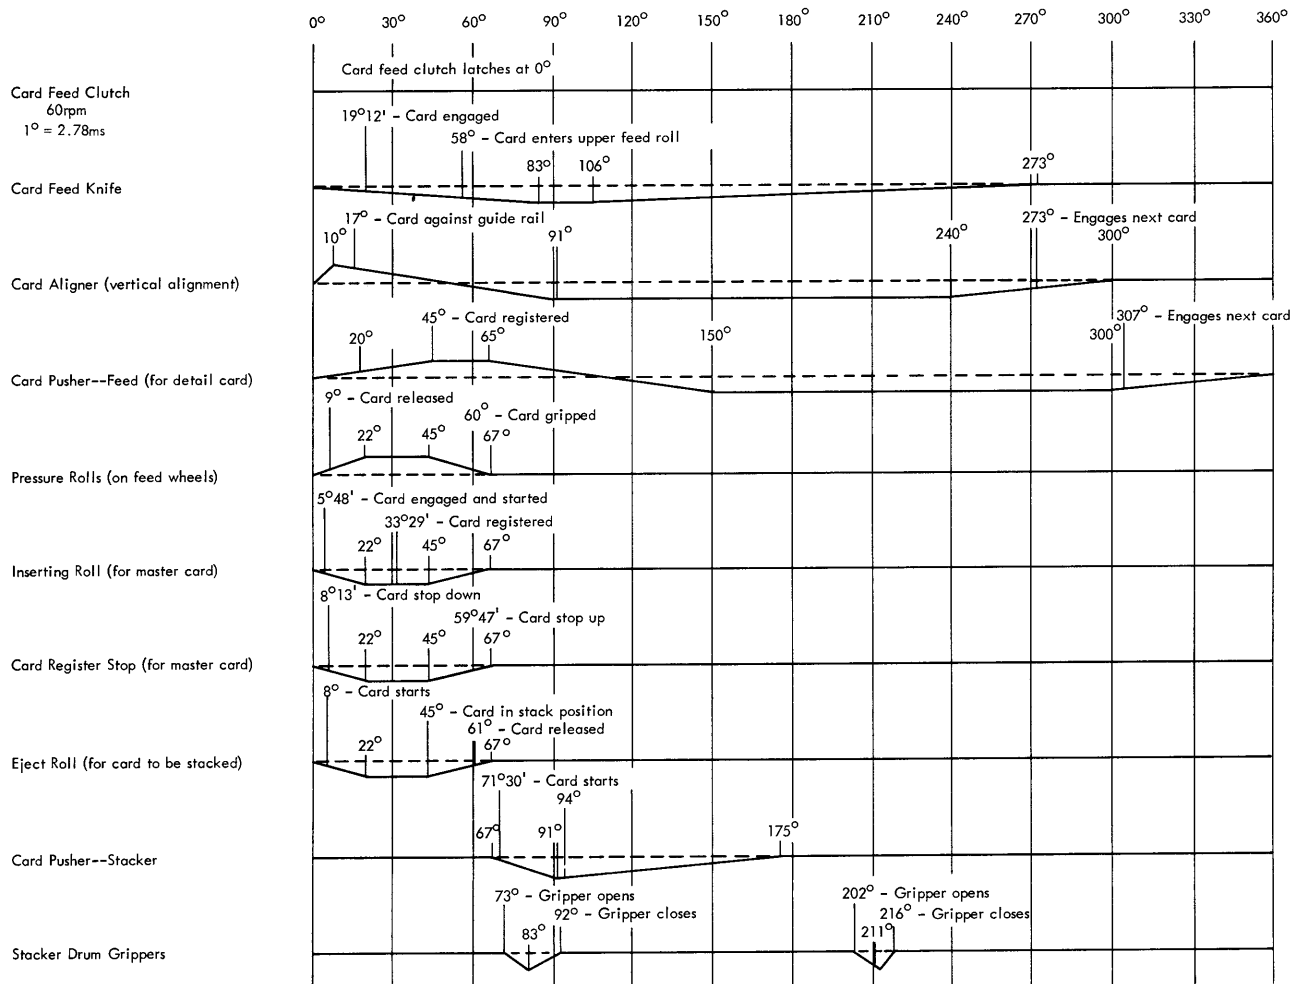 0° 30° 60° 90° 120° 150° 180° 210° 240° 270° 300° 330° 360°
Card feed clutch latches at 0°
Card Feed Clutch
60rpm
1° = 2.78ms
19°12' - Card engaged
58° - Card enters upper feed roll
83° 106° 273°
Card Feed Knife
17° - Card against guide rail
273° - Engages next card
10° 91° 240° 300°
Card Aligner (vertical alignment)
45° - Card registered
307° - Engages next card
20° 65° 150° 300°
Card Pusher--Feed (for detail card)
9° - Card released
60° - Card gripped
22° 45° 67°
Pressure Rolls (on feed wheels)
5°48' - Card engaged and started
33°29' - Card registered
22° 45° 67°
Inserting Roll (for master card)
8°13' - Card stop down
59°47' - Card stop up
22° 45° 67°
Card Register Stop (for master card)
8° - Card starts
45° - Card in stack position
61° - Card released
22° 67°
Eject Roll (for card to be stacked)
71°30' - Card starts
94°
67° 91° 175°
Card Pusher--Stacker
73° - Gripper opens
202° - Gripper opens
92° - Gripper closes
216° - Gripper closes
83° 211°
Stacker Drum Grippers